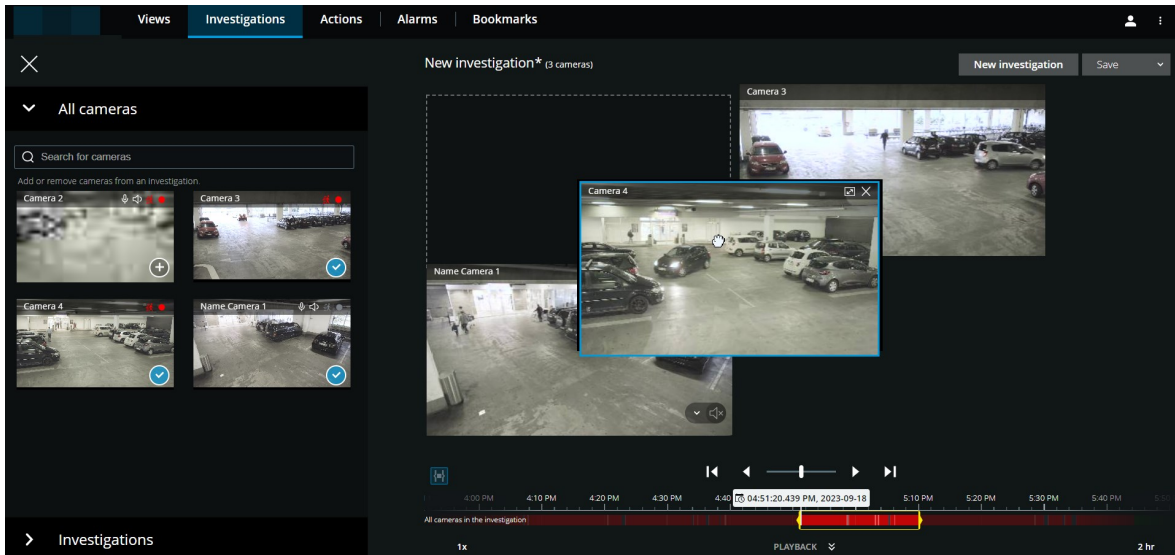 Views Investigations Actions Alarms Bookmarks
New investigation* (3 cameras)
New investigation Save
All cameras
Search for cameras
Add or remove cameras from an investigation.
Camera 2
Camera 3
Camera 4
Name Camera 1
Camera 3
Camera 4
Name Camera 1
4:00 PM 4:10 PM 4:20 PM 4:30 PM 4:40 04:51:20.439 PM, 2023-09-18 5:10 PM 5:20 PM 5:30 PM 5:40 PM
All cameras in the investigation
Investigations
1x PLAYBACK 2 hr